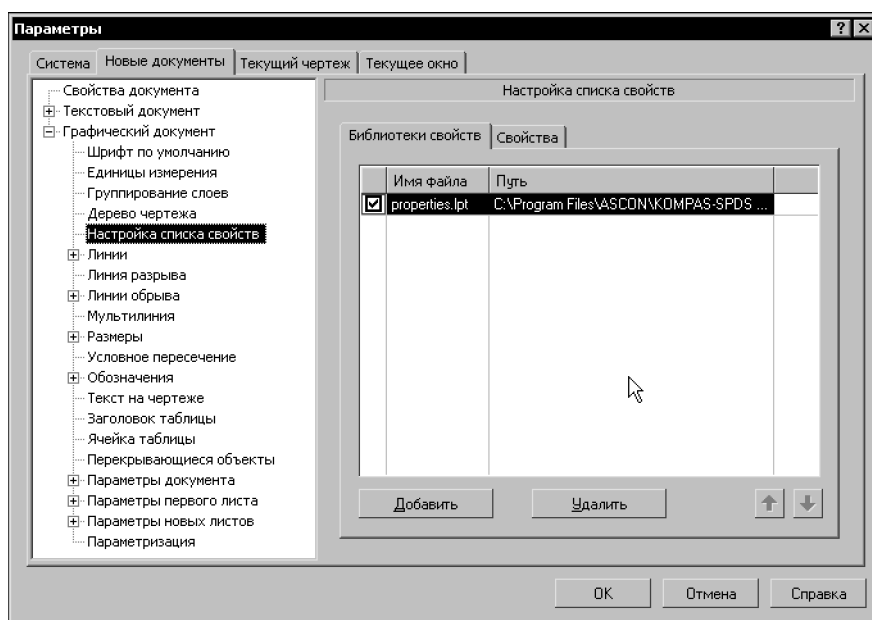 Параметры
Система Новые документы Текущий чертеж Текущее окно
Свойства документа
Текстовый документ
Графический документ
Шрифт по умолчанию
Единицы измерения
Группирование слоев
Дерево чертежа
Настройка списка свойств
Линии
Линия разрыва
Линии обрыва
Мультилиния
Размеры
Условное пересечение
Обозначения
Текст на чертеже
Заголовок таблицы
Ячейка таблицы
Перекрывающиеся объекты
Параметры документа
Параметры первого листа
Параметры новых листов
Параметризация
Настройка списка свойств
Библиотеки свойств Свойства
Имя файла Путь
properties.lpt C:\Program Files\ASCON\KOMPAS-SPDS ...
Добавить Удалить
OK Отмена Справка